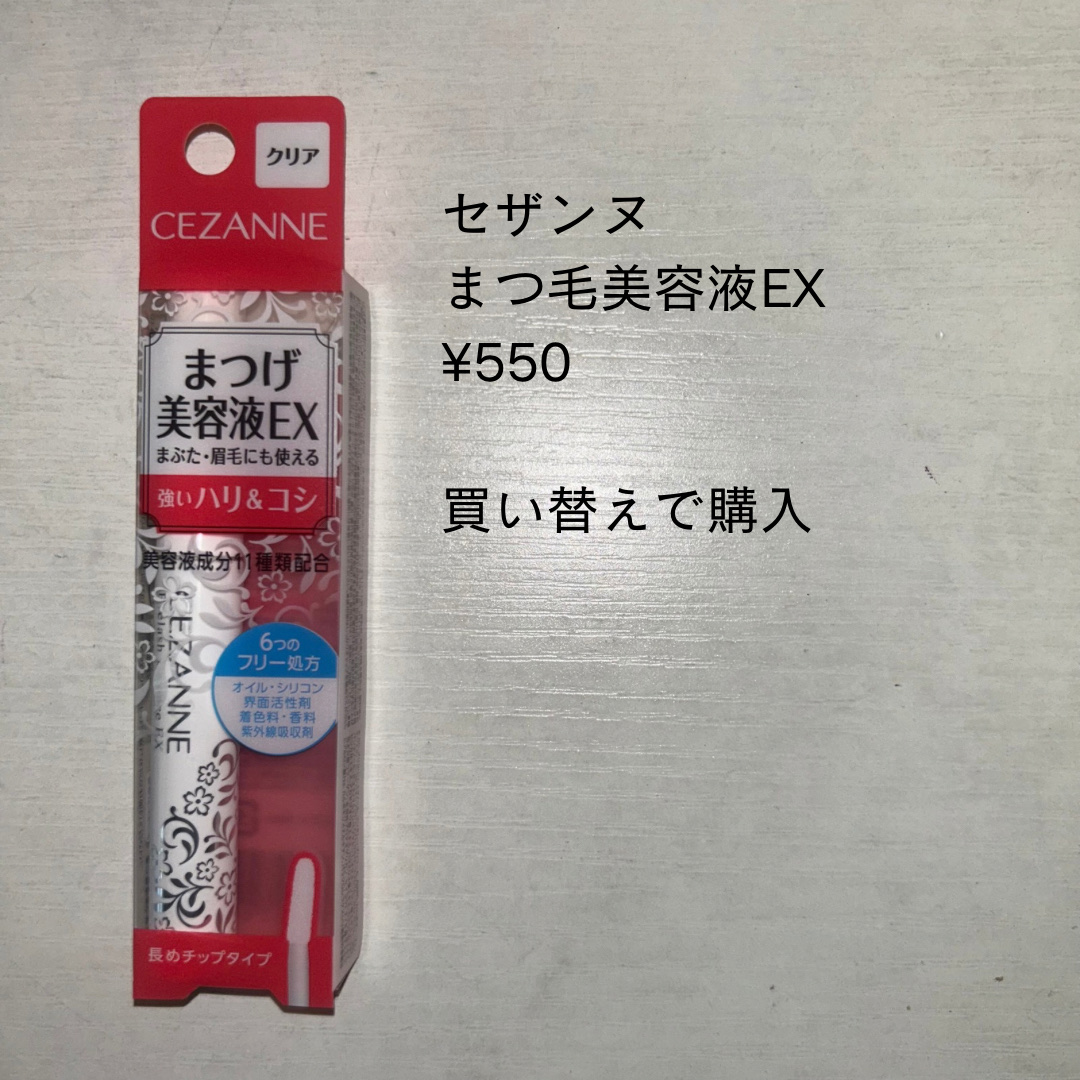 クリア
CEZANNE
まつげ
美容液EX
まぶた・眉毛にも使える
強いハリ&コシ
美容液成分11種類配合
CEZANNE
6つの
フリー処方
オイル・シリコン
界面活性剤
着色料・香料
紫外線吸収剤
長めチップタイプ
セザンヌ
まつ毛美容液EX
¥550
買い替えで購入